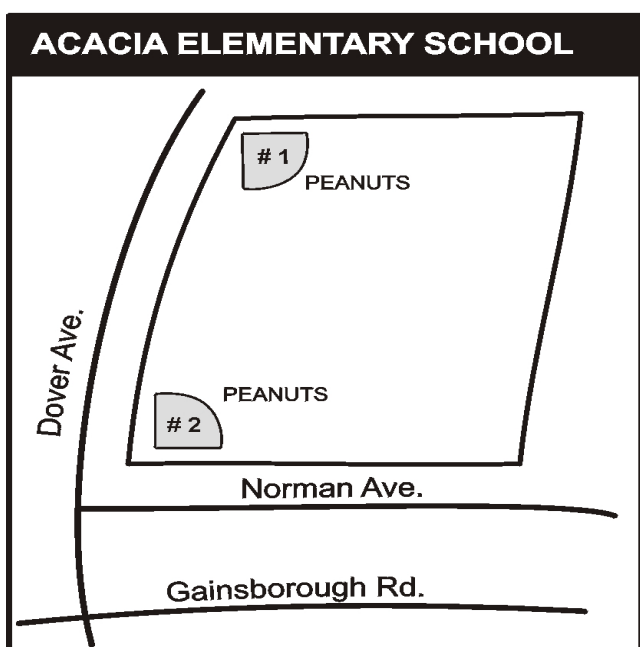 ACACIA ELEMENTARY SCHOOL
# 1
PEANUTS
Dover Ave.
PEANUTS
# 2
Norman Ave.
Gainsborough Rd.